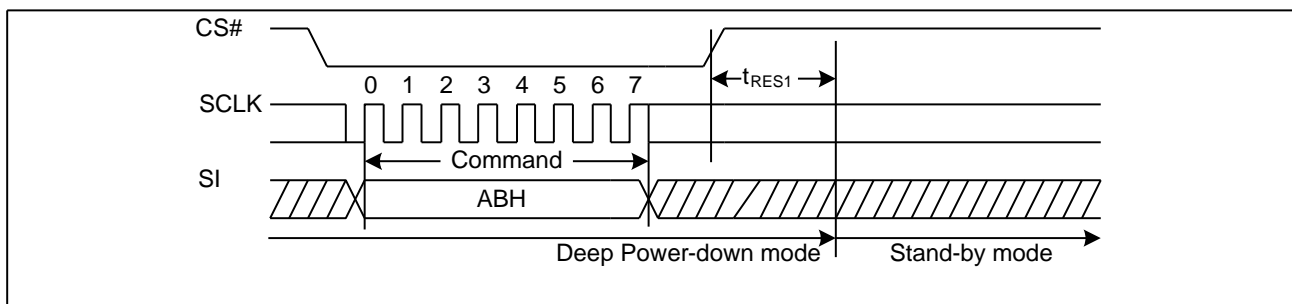 CS#
tRES1
0 1 2 3 4 5 6 7
SCLK
Command
SI
ABH
Deep Power-down mode Stand-by mode